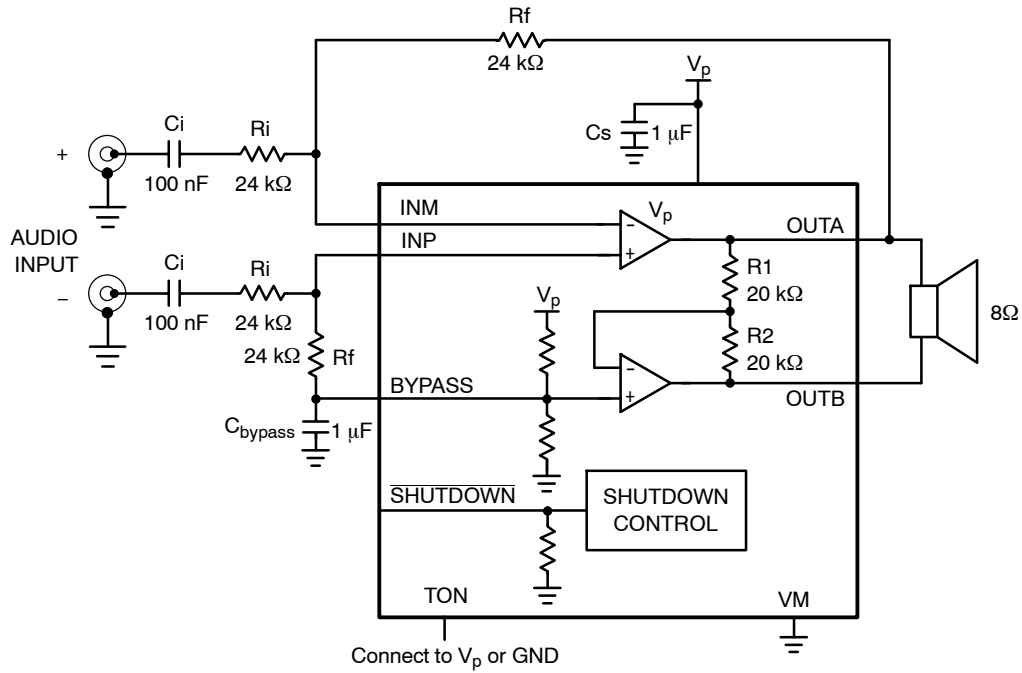 Rf
24 kΩ
Vp
Cs
1 μF
Ci
Ri
+
100 nF
24 kΩ
AUDIO
INPUT
INM
INP
Vp
−
+
OUTA
Ci
Ri
−
100 nF
24 kΩ
24 kΩ
Rf
Vp
R1
20 kΩ
R2
20 kΩ
8Ω
BYPASS
−
+
OUTB
Cbypass
1 μF
SHUTDOWN
SHUTDOWN
CONTROL
TON
VM
Connect to Vp or GND